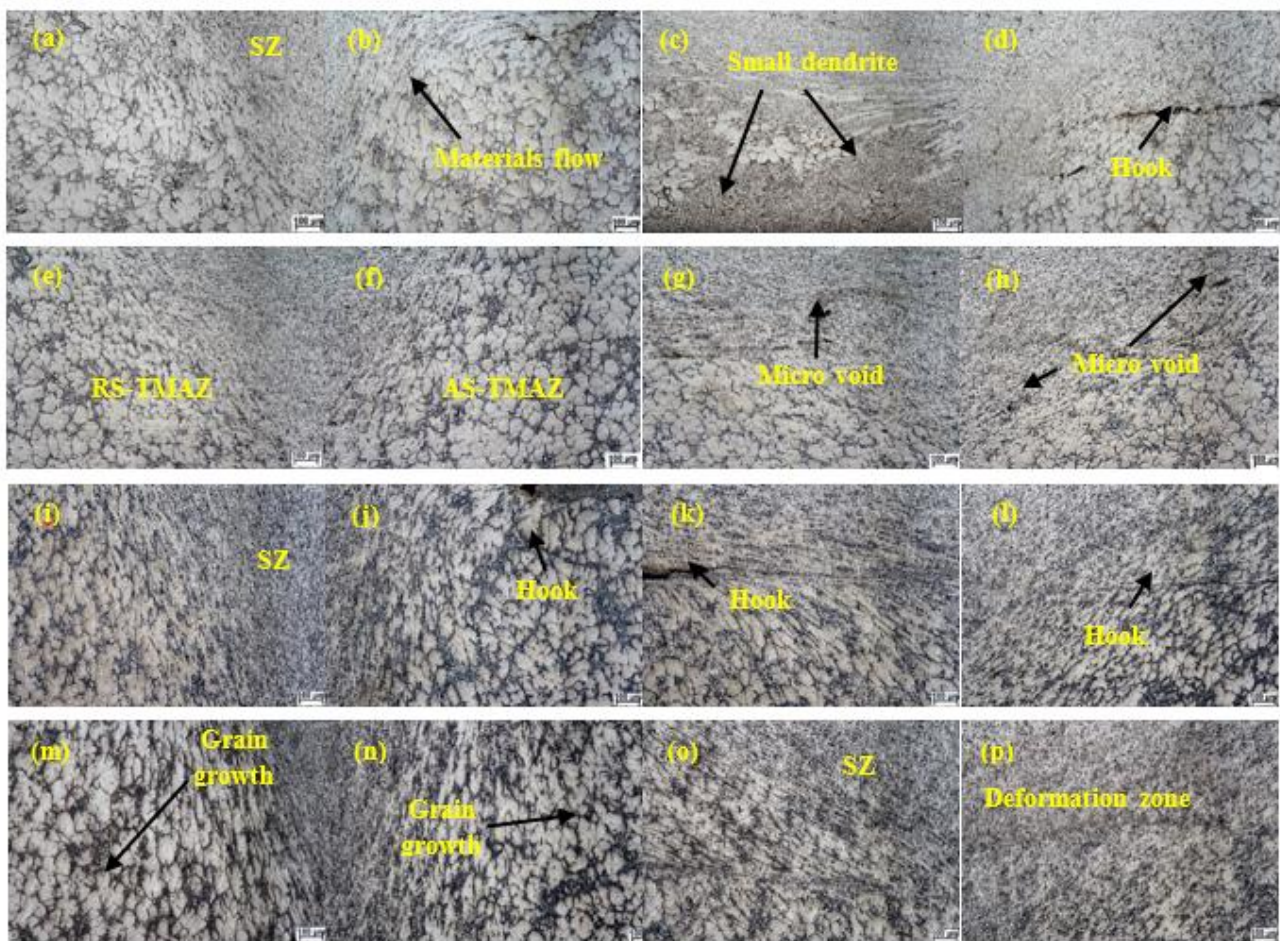 (a)
SZ
(b)
Materials flow
(c)
Small dendrite
(d)
Hook
(e)
RS-TMAZ
(f)
AS-TMAZ
(g)
Micro void
(h)
Micro void
(i)
SZ
(j)
Hook
(k)
Hook
(l)
Hook
(m)
Grain
growth
(n)
Grain
growth
(o)
SZ
(p)
Deformation zone